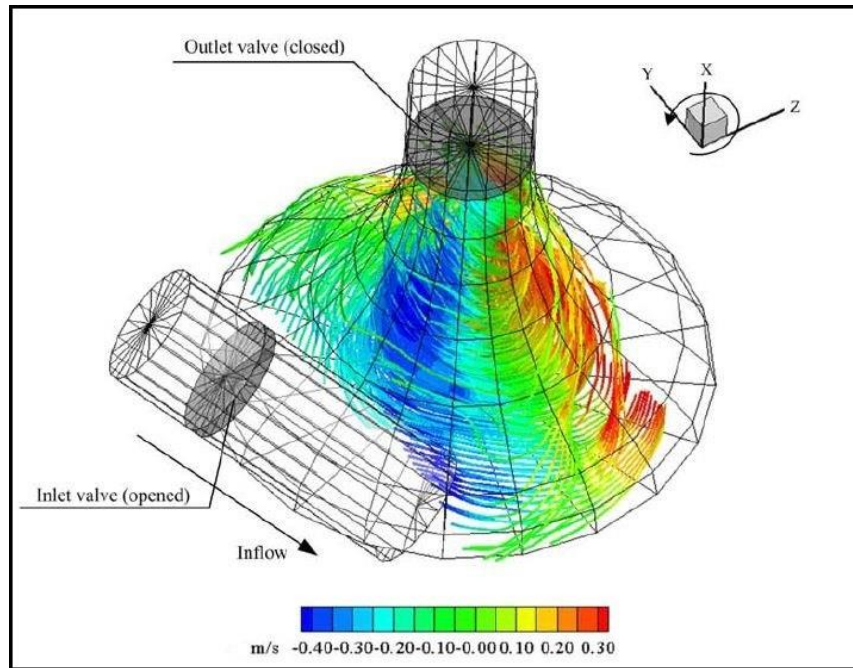 Outlet valve (closed)
Y
X
Z
Inlet valve (opened)
Inflow
m/s -0.40 -0.30 -0.20 -0.10 -0.00 0.10 0.20 0.30